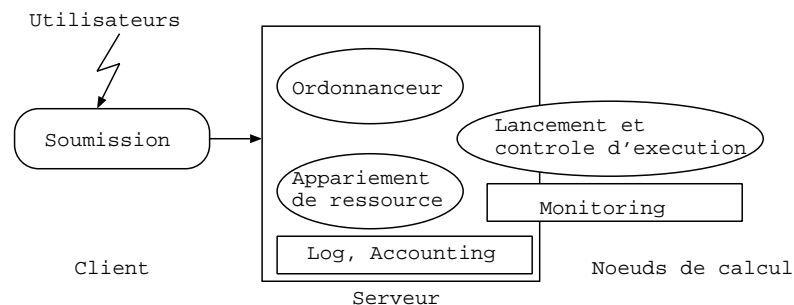 Utilisateurs
Ordonnanceur
Soumission
Lancement et
controle d'execution
Appariement
de ressource
Monitoring
Log, Accounting
Client
Noeuds de calcul
Serveur